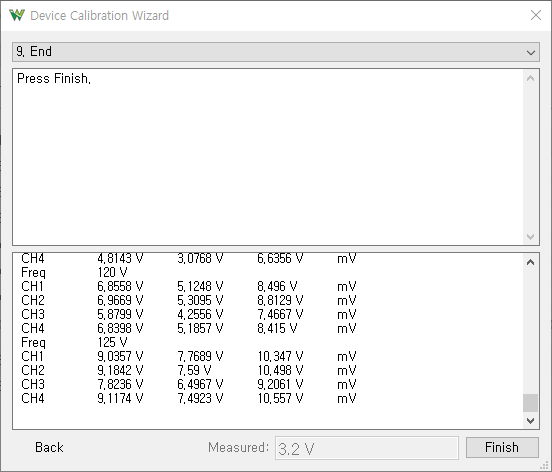 Device Calibration Wizard
9. End
Press Finish.
CH4 4.8143 V 3.0768 V 6.6356 V mV
Freq 120 V
CH1 6.8558 V 5.1248 V 8.496 V mV
CH2 6.9669 V 5.3095 V 8.8129 V mV
CH3 5.8799 V 4.2556 V 7.4667 V mV
CH4 6.8398 V 5.1857 V 8.415 V mV
Freq 125 V
CH1 9.0357 V 7.7689 V 10.347 V mV
CH2 9.1842 V 7.59 V 10.498 V mV
CH3 7.8236 V 6.4967 V 9.2061 V mV
CH4 9.1174 V 7.4923 V 10.557 V mV
Back Measured: 3.2 V Finish